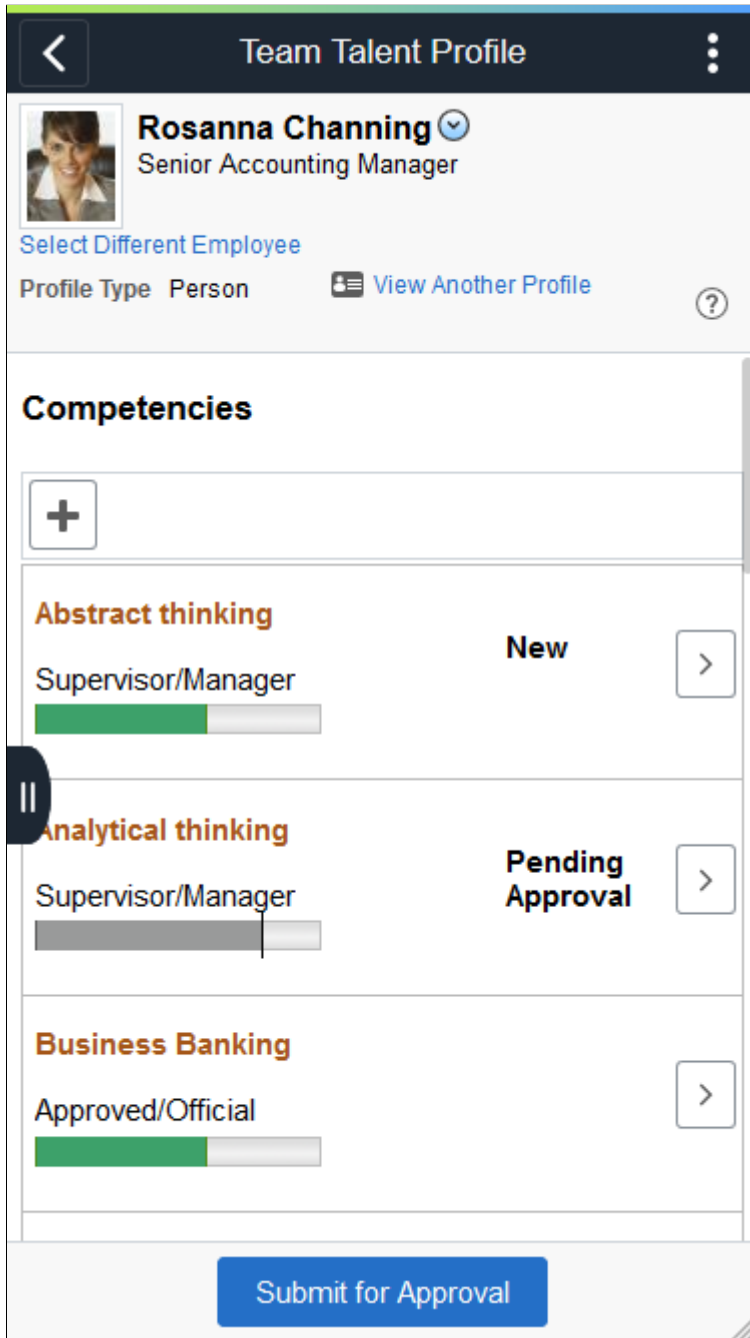 Team Talent Profile
Rosanna Channing
Senior Accounting Manager
Select Different Employee
Profile Type Person View Another Profile
?
Competencies
Abstract thinking
New
Supervisor/Manager
Analytical thinking
Pending
Approval
Supervisor/Manager
Business Banking
Approved/Official
Submit for Approval